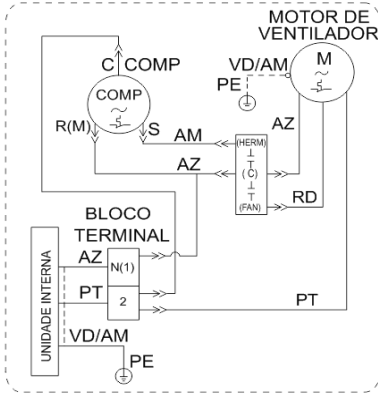 MOTOR DE
VENTILADOR
C COMP
VD/AM
M
PE
COMP
R(M)
S
AM
AZ
(HERM)
AZ
(C)
(FAN)
RD
BLOCO
TERMINAL
AZ
N(1)
PT
2
PT
UNIDADE INTERNA
VD/AM
PE